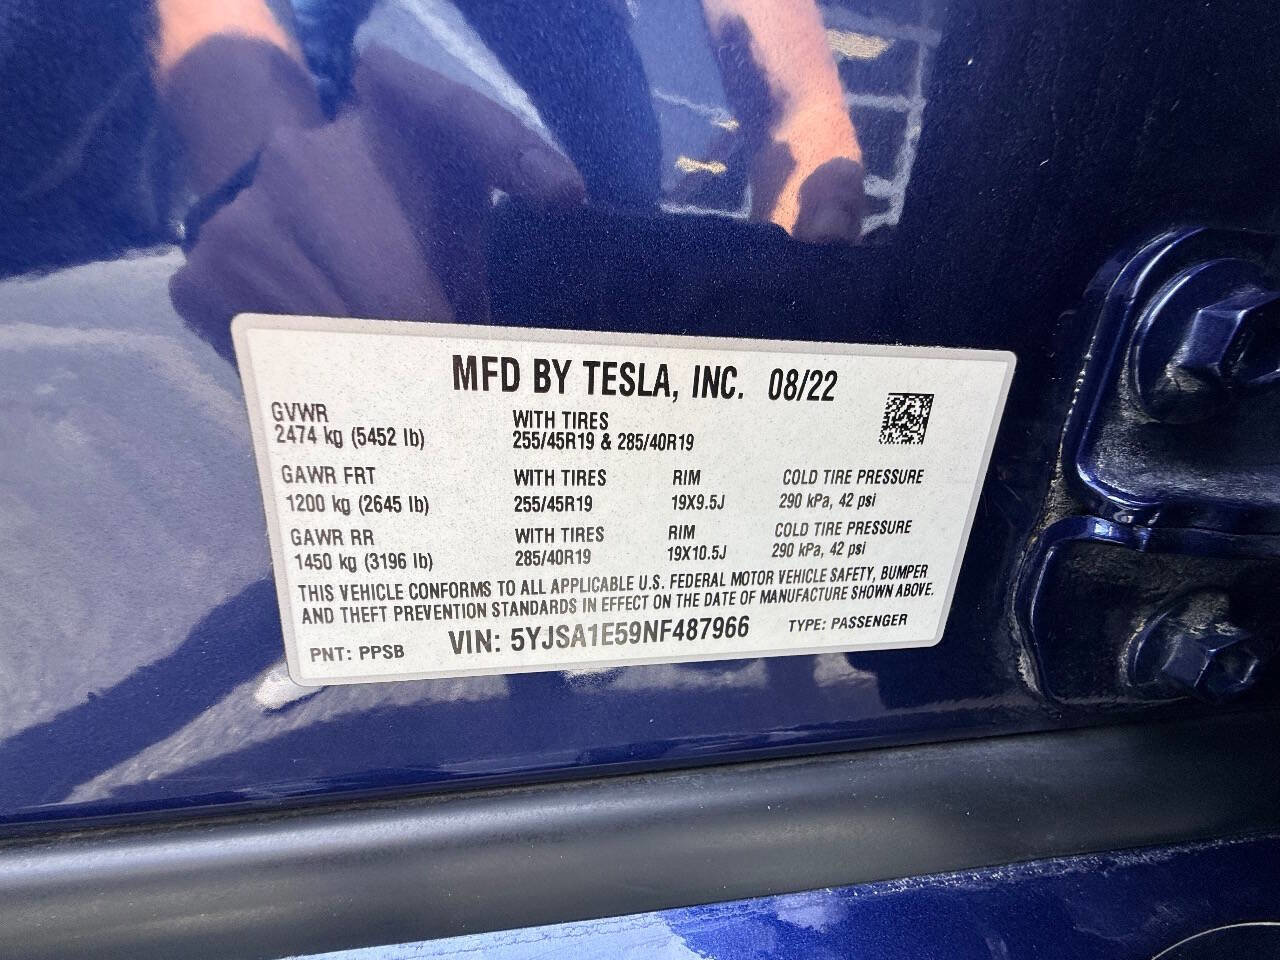 MFD BY TESLA, INC. 08/22
GVWR
2474 kg (5452 lb)
WITH TIRES
255/45R19 & 285/40R19
GAWR FRT WITH TIRES RIM COLD TIRE PRESSURE
1200 kg (2645 lb) 255/45R19 19X9.5J 290 kPa, 42 psi
GAWR RR WITH TIRES RIM COLD TIRE PRESSURE
1450 kg (3196 lb) 285/40R19 19X10.5J 290 kPa, 42 psi
THIS VEHICLE CONFORMS TO ALL APPLICABLE U.S. FEDERAL MOTOR VEHICLE SAFETY, BUMPER
AND THEFT PREVENTION STANDARDS IN EFFECT ON THE DATE OF MANUFACTURE SHOWN ABOVE.
PNT: PPSB VIN: 5YJSA1E59NF487966 TYPE: PASSENGER